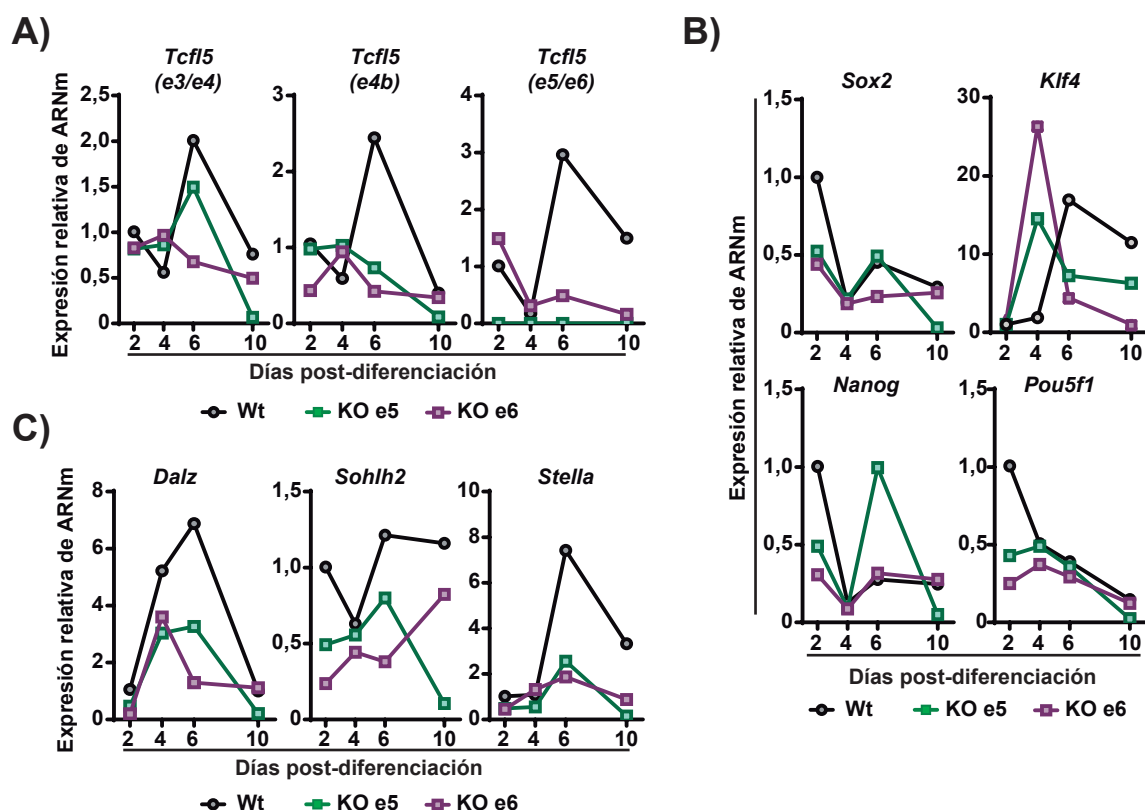 A)
Tcfl5
(e3/e4)
Tcfl5
(e4b)
Tcfl5
(e5/e6)
Expresión relativa de ARNm
2,5
2,0
1,5
1,0
0,5
0
2 4 6 10
3
2
1
0
2 4 6 10
4
3
2
1
0
2 4 6 10
Días post-diferenciación
Wt KO e5 KO e6
B)
Sox2
Klf4
Expresión relativa de ARNm
1,5
1,0
0,5
0
2 4 6 10
30
20
10
0
2 4 6 10
Nanog
Pou5f1
1,5
1,0
0,5
0
2 4 6 10
1,5
1,0
0,5
0
2 4 6 10
Días post-diferenciación
Wt KO e5 KO e6
C)
Dalz
Sohlh2
Stella
Expresión relativa de ARNm
8
6
4
2
0
2 4 6 10
1,5
1,0
0,5
0
2 4 6 10
10
8
6
4
2
0
2 4 6 10
Días post-diferenciación
Wt KO e5 KO e6